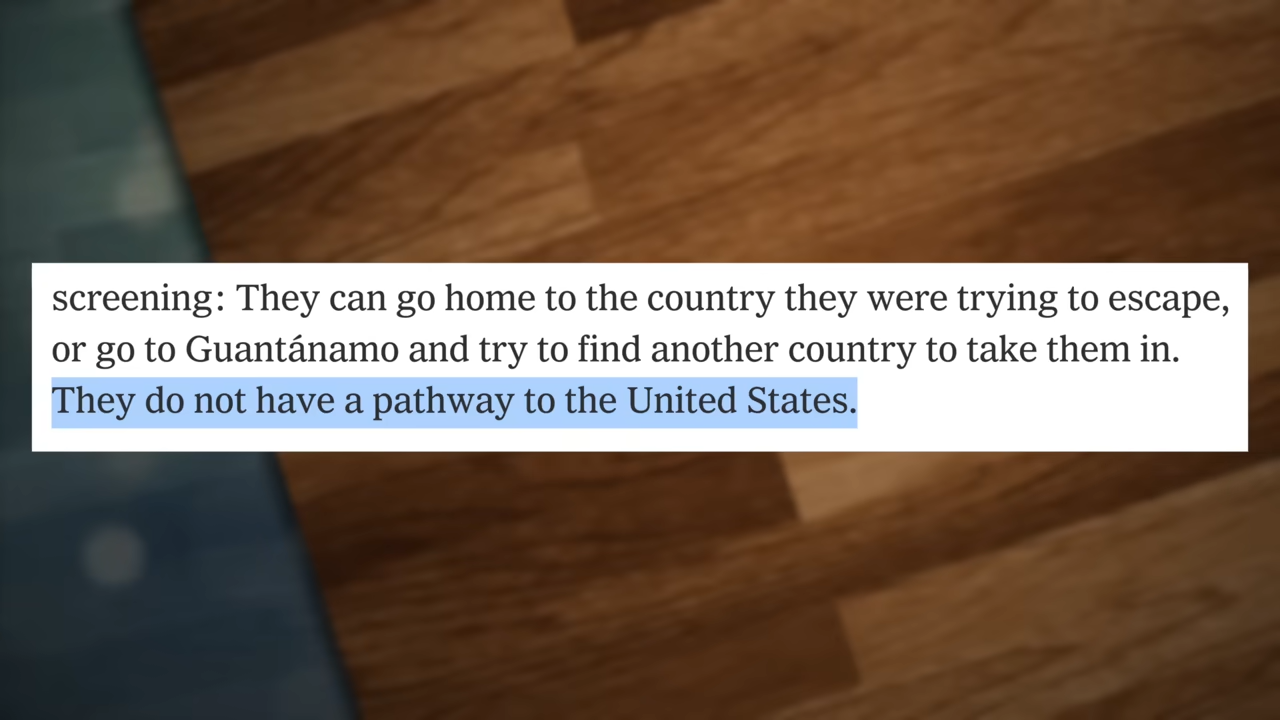 screening: They can go home to the country they were trying to escape,
or go to Guantánamo and try to find another country to take them in.
They do not have a pathway to the United States.